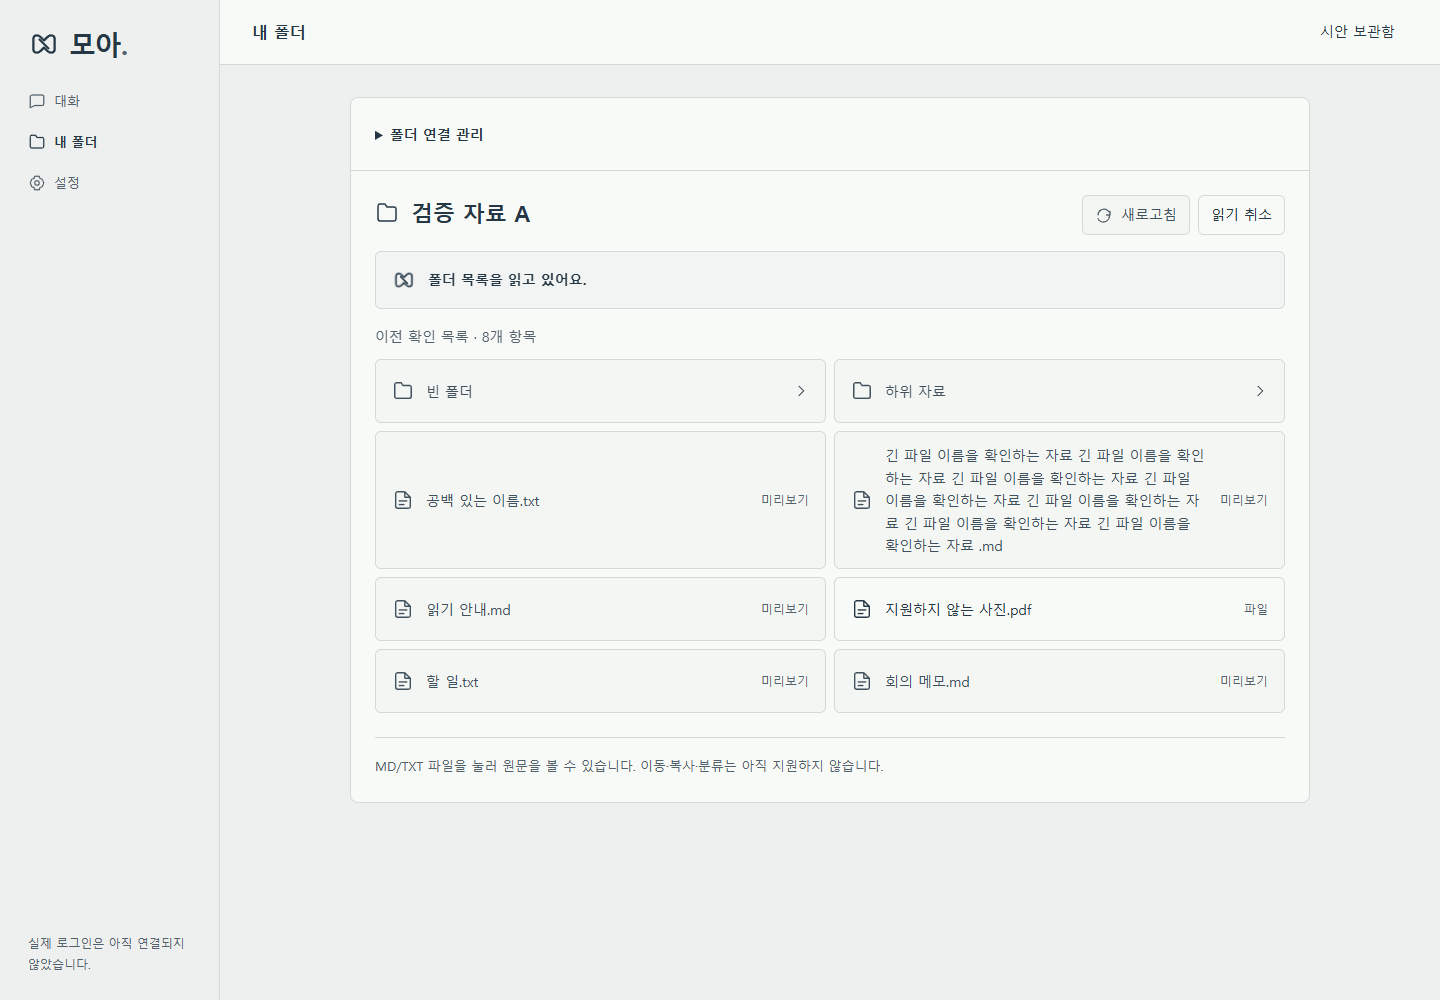 모아.
대화
내 폴더
설정
실제 로그인은 아직 연결되지
않았습니다.
내 폴더
시안 보관함
▶ 폴더 연결 관리
검증 자료 A
새로고침
읽기 취소
폴더 목록을 읽고 있어요.
이전 확인 목록 · 8개 항목
빈 폴더
하위 자료
공백 있는 이름.txt
미리보기
긴 파일 이름을 확인하는 자료 긴 파일 이름을 확인
하는 자료 긴 파일 이름을 확인하는 자료 긴 파일
이름을 확인하는 자료 긴 파일 이름을 확인하는 자
료 긴 파일 이름을 확인하는 자료 긴 파일 이름을
확인하는 자료 .md
미리보기
읽기 안내.md
미리보기
지원하지 않는 사진.pdf
파일
할 일.txt
미리보기
회의 메모.md
미리보기
MD/TXT 파일을 눌러 원문을 볼 수 있습니다. 이동·복사·분류는 아직 지원하지 않습니다.